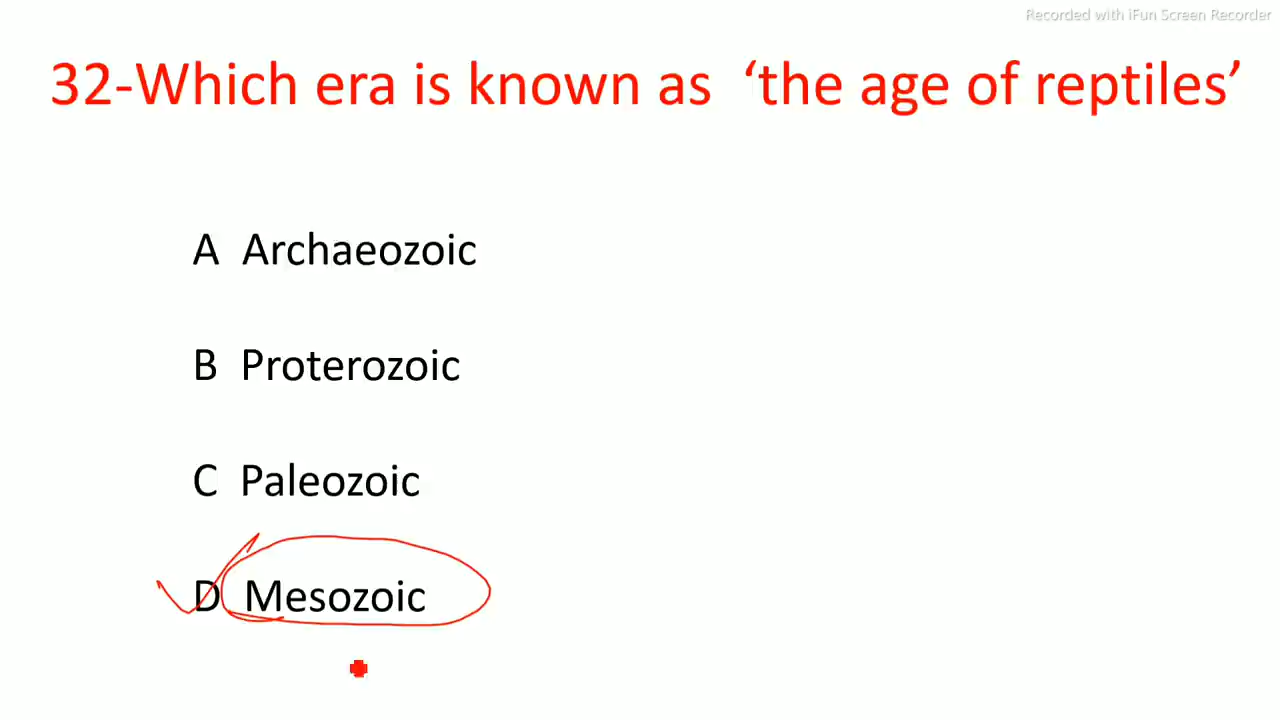 Recorded with iFun Screen Recorder
32-Which era is known as ‘the age of reptiles’
A Archaeozoic
B Proterozoic
C Paleozoic
D Mesozoic